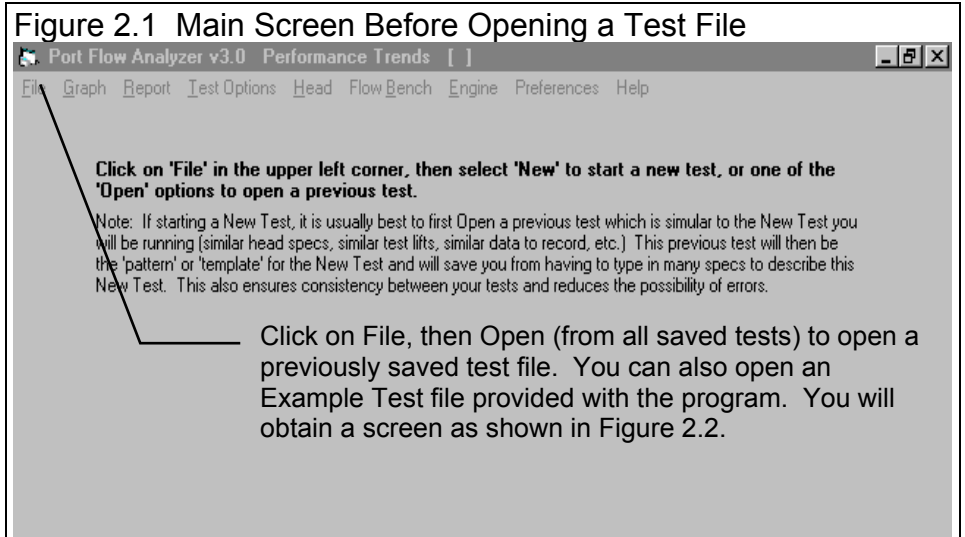 Figure 2.1  Main Screen Before Opening a Test File
Port Flow Analyzer v3.0   Performance Trends   [ ]
File  Graph  Report  Test Options  Head  Flow Bench  Engine  Preferences  Help
Click on 'File' in the upper left corner, then select 'New' to start a new test, or one of the
'Open' options to open a previous test.
Note:  If starting a New Test, it is usually best to first Open a previous test which is simular to the New Test you
will be running (similar head specs, similar test lifts, similar data to record, etc.)  This previous test will then be
the 'pattern' or 'template' for the New Test and will save you from having to type in many specs to describe this
New Test.  This also ensures consistency between your tests and reduces the possibility of errors.
Click on File, then Open (from all saved tests) to open a
previously saved test file.  You can also open an
Example Test file provided with the program.  You will
obtain a screen as shown in Figure 2.2.